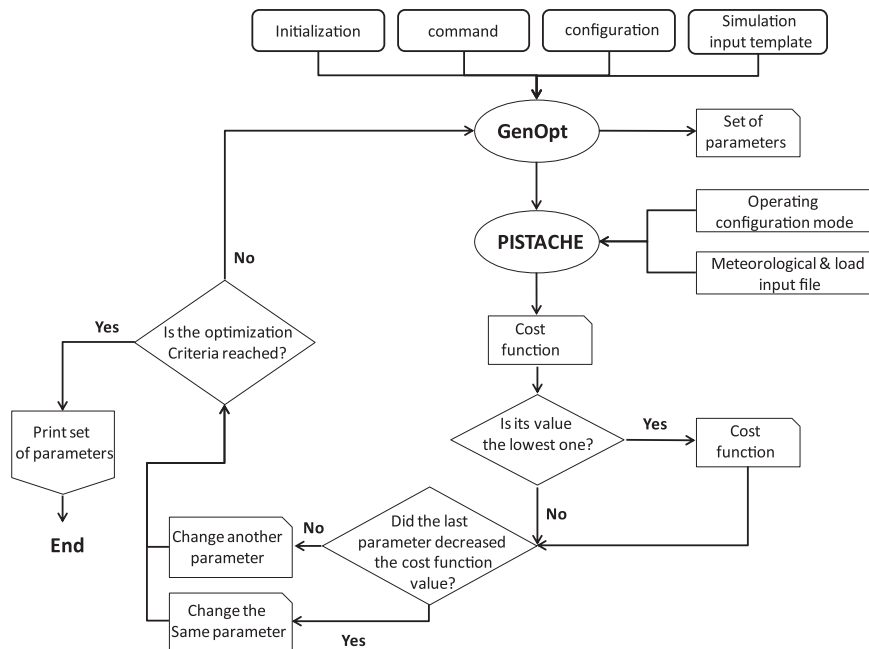 Initialization
command
configuration
Simulation
input template
GenOpt
Set of
parameters
PISTACHE
Operating
configuration mode
Meteorological & load
input file
No
Yes
Is the optimization
Criteria reached?
Cost
function
Print set
of parameters
Is its value
the lowest one?
Yes
Cost
function
No
End
Change another
parameter
No
Did the last
parameter decreased
the cost function
value?
Change the
Same parameter
Yes